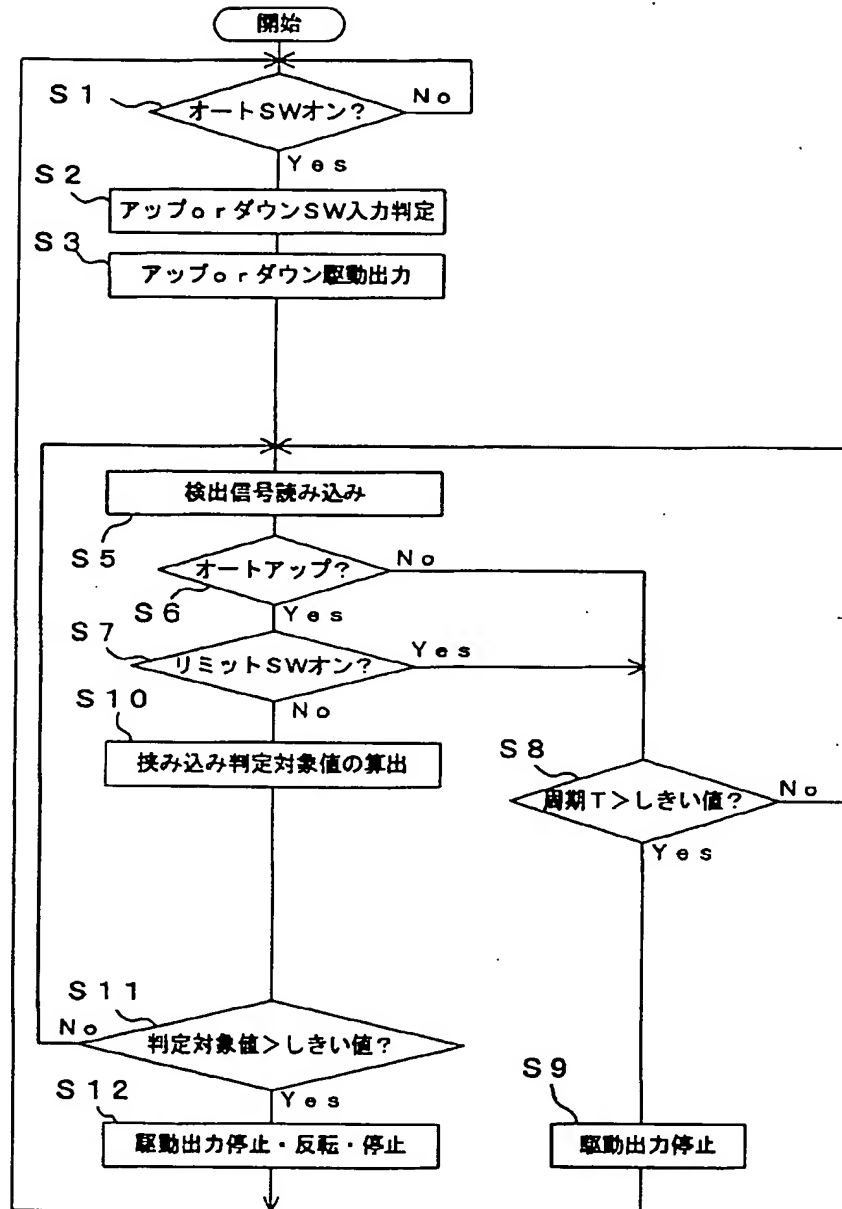 開始
S1
オートSWオン?
No
Yes
S2
アップorダウンSW入力判定
S3
アップorダウン駆動出力
検出信号読み込み
S5
オートアップ?
No
S6
Yes
S7
リミットSWオン?
Yes
S10
No
挟み込み判定対象値の算出
S8
周期T>しきい値?
No
Yes
S11
No
判定対象値>しきい値?
S12
Yes
S9
駆動出力停止・反転・停止
駆動出力停止